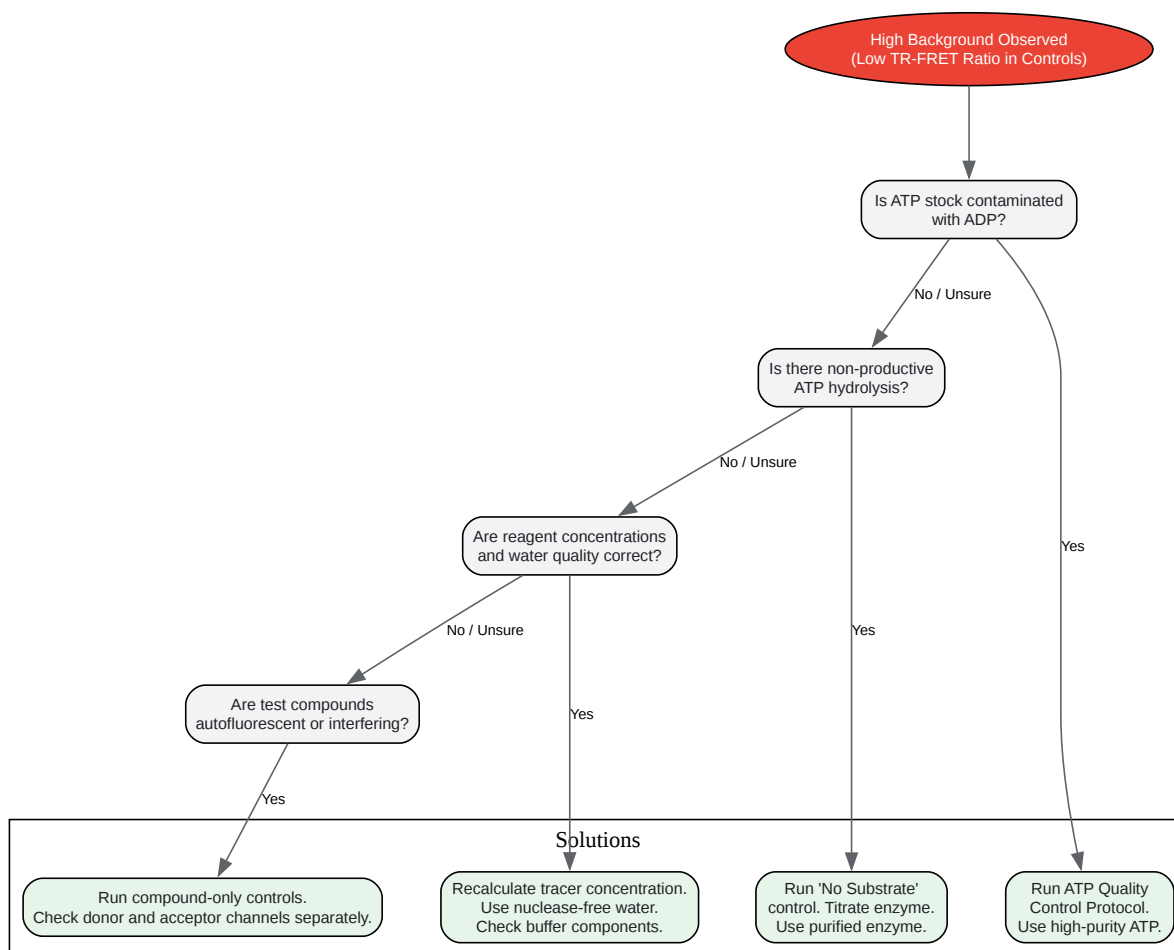 High Background Observed
(Low TR-FRET Ratio in Controls)
Is ATP stock contaminated
with ADP?
No / Unsure
Is there non-productive
ATP hydrolysis?
No / Unsure
Yes
Are reagent concentrations
and water quality correct?
No / Unsure
Yes
Yes
Are test compounds
autofluorescent or interfering?
Yes
Solutions
Run compound-only controls.
Check donor and acceptor channels separately.
Recalculate tracer concentration.
Use nuclease-free water.
Check buffer components.
Run 'No Substrate'
control. Titrate enzyme.
Use purified enzyme.
Run ATP Quality
Control Protocol.
Use high-purity ATP.